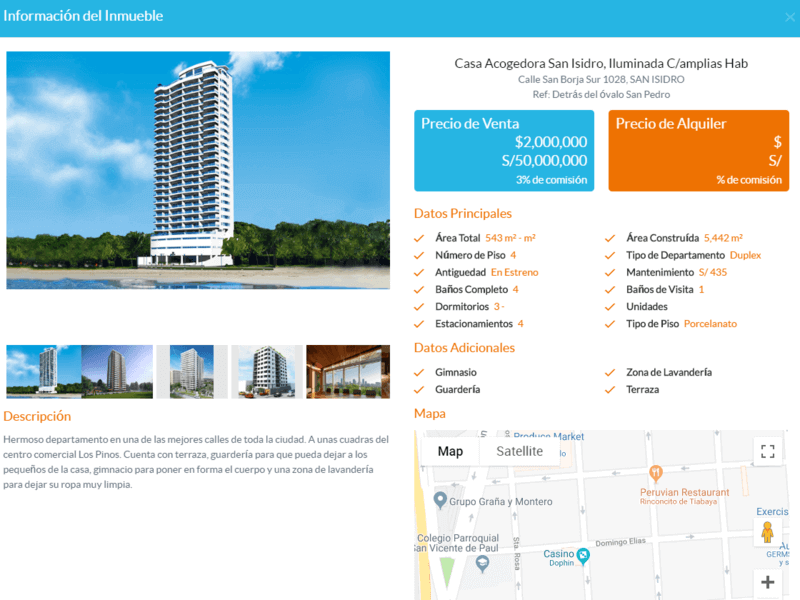 Información del Inmueble
×
Casa Acogedora San Isidro, Iluminada C/amplias Hab
Calle San Borja Sur 1028, SAN ISIDRO
Ref: Detrás del óvalo San Pedro
Precio de Venta
$2,000,000
S/50,000,000
3% de comisión
Precio de Alquiler
$
S/
% de comisión
Datos Principales
Área Total 543 m² - m²
Área Construída 5,442 m²
Número de Piso 4
Tipo de Departamento Duplex
Antiguedad En Estreno
Mantenimiento S/ 435
Baños Completo 4
Baños de Visita 1
Dormitorios 3 -
Unidades
Estacionamientos 4
Tipo de Piso Porcelanato
Datos Adicionales
Gimnasio
Zona de Lavandería
Guardería
Terraza
Mapa
Descripción
Hermoso departamento en una de las mejores calles de toda la ciudad. A unas cuadras del
centro comercial Los Pinos. Cuenta con terraza, guardería para que pueda dejar a los
pequeños de la casa, gimnacio para poner en forma el cuerpo y una zona de lavandería
para dejar su ropa muy limpia.
Produce Market
Map
Satellite
Peruvian Restaurant
Rinconcito de Tiabaya
Grupo Graña y Montero
Exercis
Colegio Parroquial
San Vicente de Paul
Sta. Rosa
Domingo Elias
Casino
Dophin
Au
GERMS
y s
+